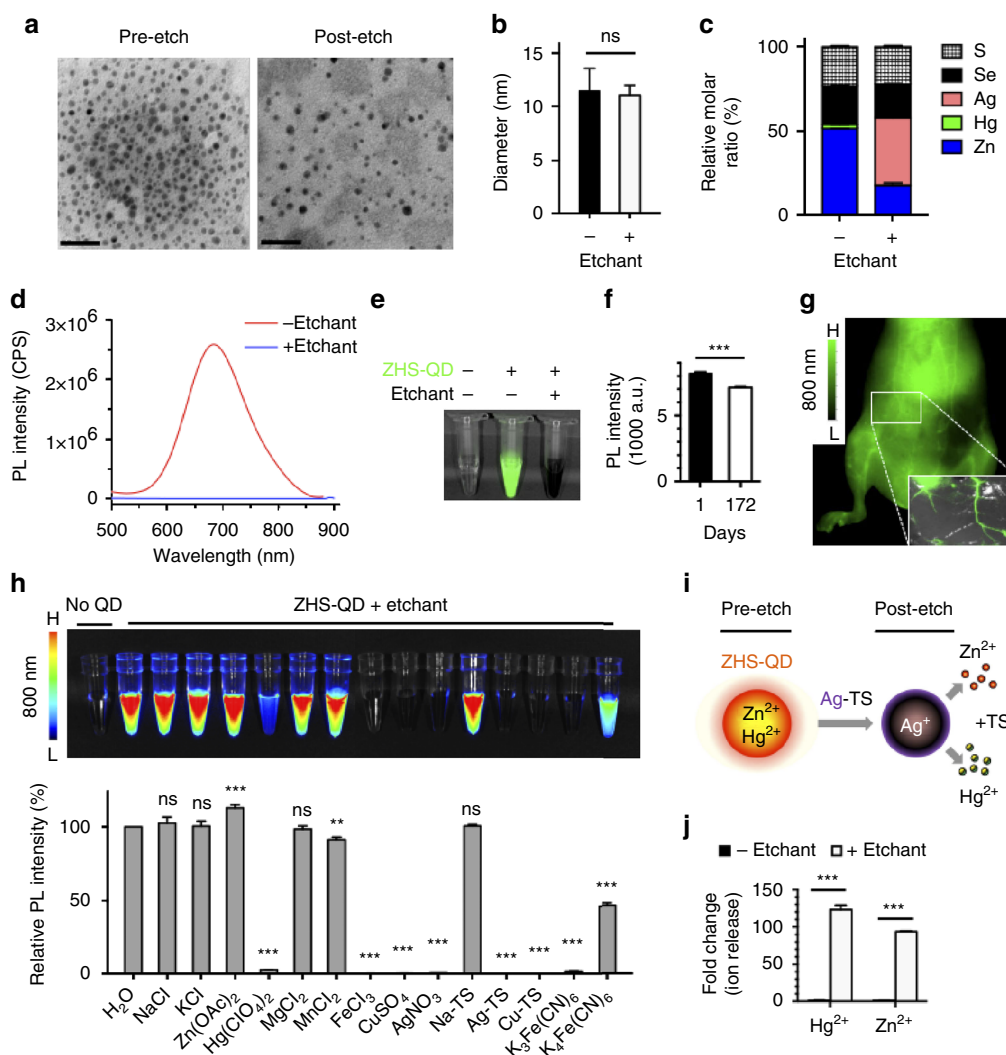 a
Pre-etch
Post-etch
b
ns
15
10
5
0
Diameter (nm)
–
+
Etchant
c
100
50
0
Relative molar
ratio (%)
–
+
Etchant
S
Se
Ag
Hg
Zn
d
3×10⁶
2×10⁶
1×10⁶
0
PL intensity (CPS)
–Etchant
+Etchant
500
600
700
800
900
Wavelength (nm)
e
ZHS-QD – + +
Etchant – – +
f
***
5
0
PL intensity
(1000 a.u.)
1
172
Days
g
H
800 nm
L
h
No QD
ZHS-QD + etchant
H
800 nm
L
Relative PL intensity (%)
100
50
0
ns
ns
***
***
ns
**
***
***
***
ns
***
***
***
***
H₂O
NaCl
KCl
Zn(OAc)₂
Hg(ClO₄)₂
MgCl₂
MnCl₂
FeCl₃
CuSO₄
AgNO₃
Na-TS
Ag-TS
Cu-TS
K₃Fe(CN)₆
K₄Fe(CN)₆
i
Pre-etch
Post-etch
ZHS-QD
Zn²⁺
Hg²⁺
Ag-TS
Ag⁺
Zn²⁺
+TS
Hg²⁺
j
– Etchant
+ Etchant
***
***
150
100
50
0
Fold change
(ion release)
Hg²⁺
Zn²⁺